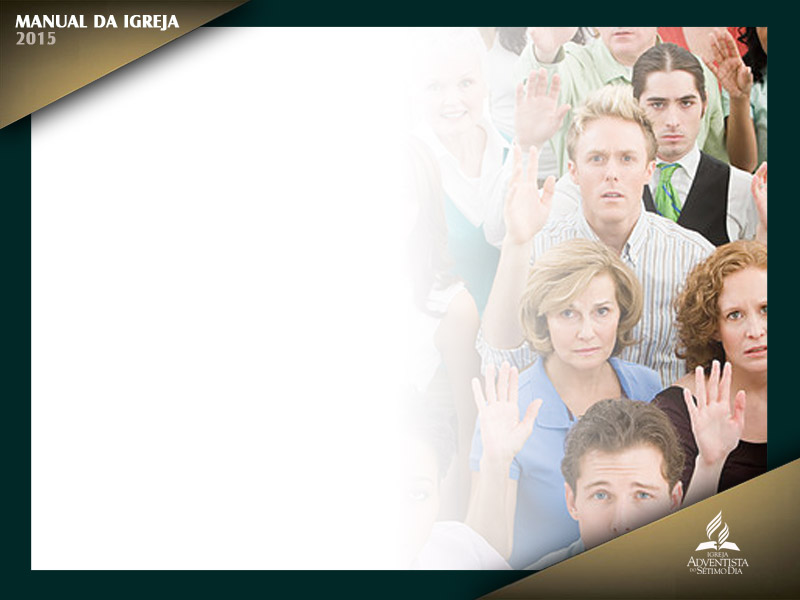 MANUAL DA IGREJA
2015
IGREJA
ADVENTISTA
DO SÉTIMO DIA